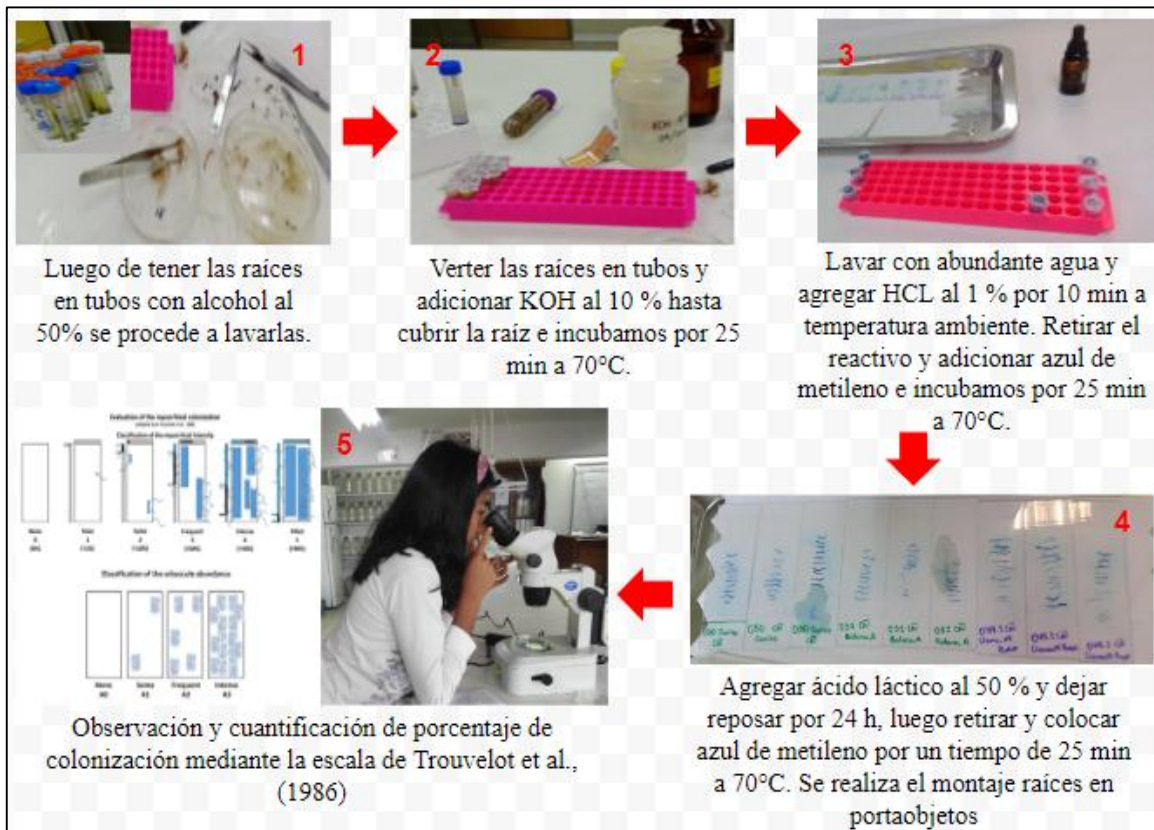 1
Luego de tener las raíces
en tubos con alcohol al
50% se procede a lavarlas.
2
Verter las raíces en tubos y
adicionar KOH al 10 % hasta
cubrir la raíz e incubamos por 25
min a 70°C.
3
Lavar con abundante agua y
agregar HCL al 1 % por 10 min a
temperatura ambiente. Retirar el
reactivo y adicionar azul de
metileno e incubamos por 25 min
a 70°C.
4
Agregar ácido láctico al 50 % y dejar
reposar por 24 h, luego retirar y colocar
azul de metileno por un tiempo de 25 min
a 70°C. Se realiza el montaje raíces en
portaobjetos
5
Evaluation of the mycorrhizal colonization
Classification of the mycorrhizal intensity
Classification of the arbuscule abundance
A0 A1 A2 A3
Observación y cuantificación de porcentaje de
colonización mediante la escala de Trouvelot et al.,
(1986)